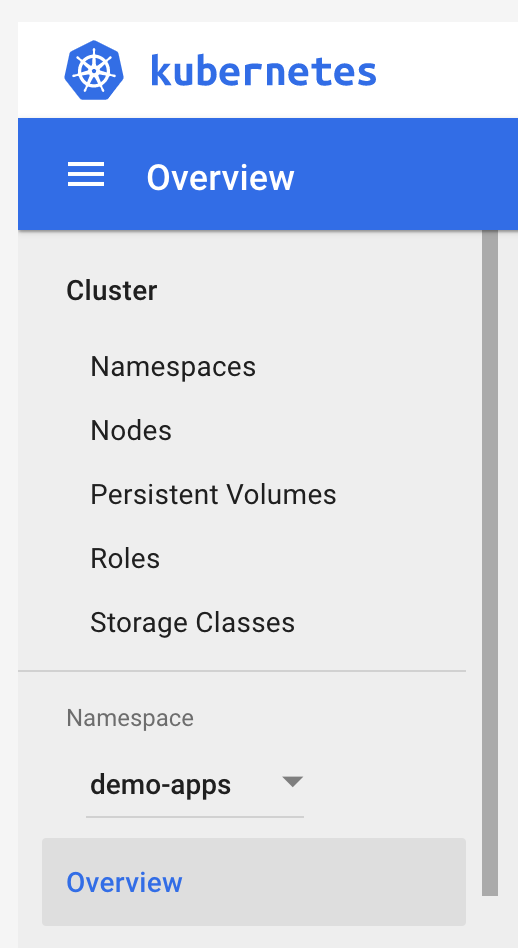 kubernetes
Overview
Cluster
Namespaces
Nodes
Persistent Volumes
Roles
Storage Classes
Namespace
demo-apps
Overview